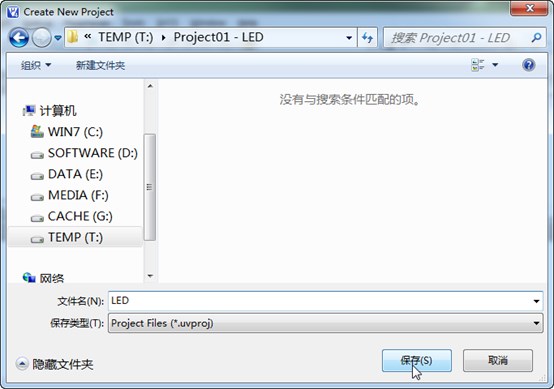 Create New Project
« TEMP (T:) ▸ Project01 - LED
搜索 Project01 - LED
组织 新建文件夹
没有与搜索条件匹配的项。
计算机
WIN7 (C:)
SOFTWARE (D:)
DATA (E:)
MEDIA (F:)
CACHE (G:)
TEMP (T:)
网络
文件名(N): LED
保存类型(T): Project Files (*.uvproj)
隐藏文件夹
保存(S) 取消